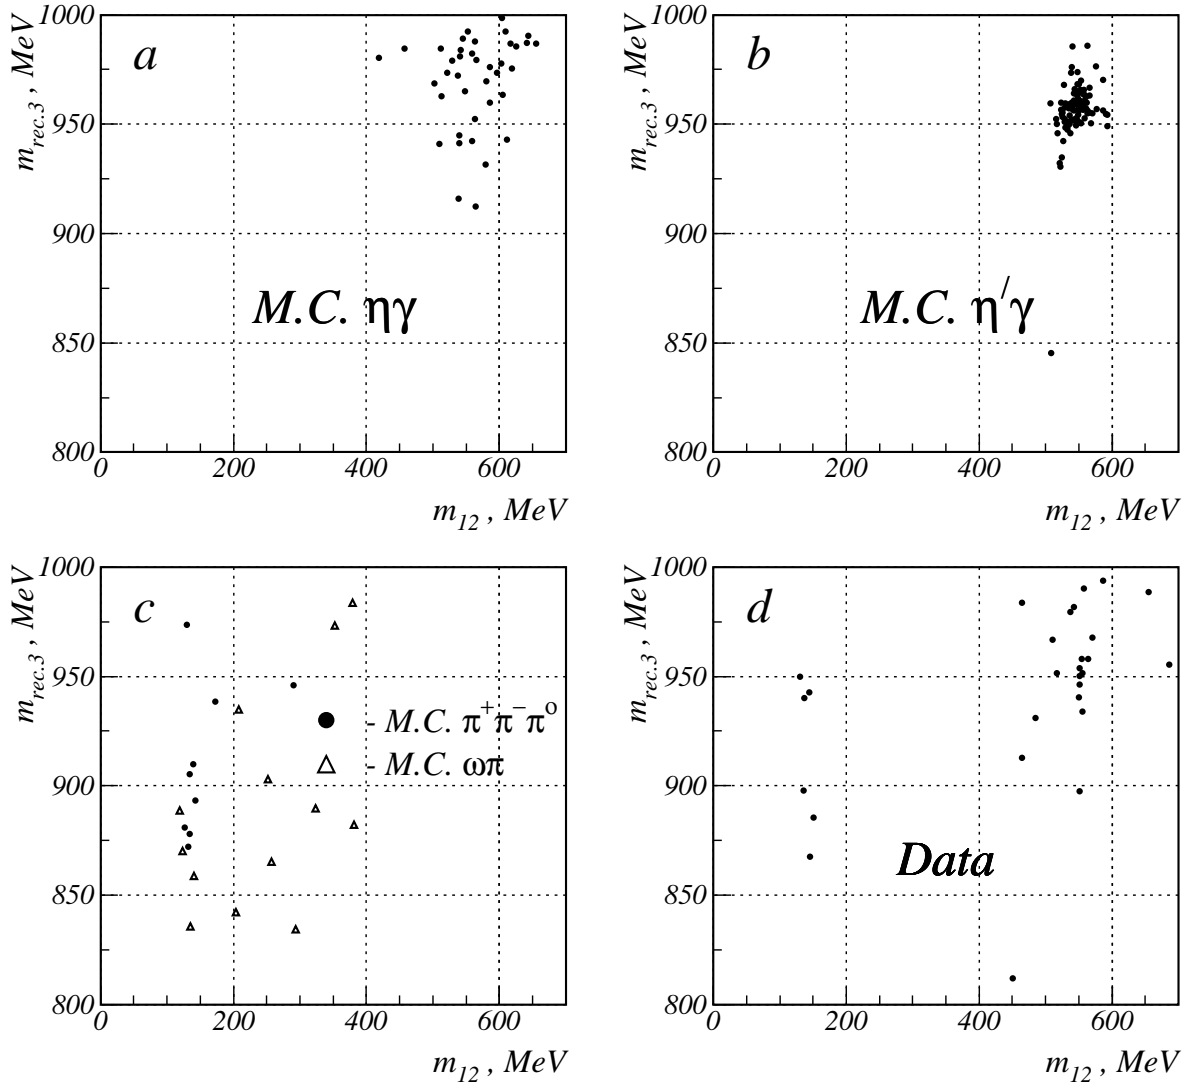 m_rec.3 , MeV
1000
950
900
850
800
a
M.C. ηγ
0
200
400
600
m_12 , MeV
m_rec.3 , MeV
1000
950
900
850
800
b
M.C. η′γ
0
200
400
600
m_12 , MeV
m_rec.3 , MeV
1000
950
900
850
800
c
- M.C. π⁺π⁻π⁰
- M.C. ωπ
0
200
400
600
m_12 , MeV
m_rec.3 , MeV
1000
950
900
850
800
d
Data
0
200
400
600
m_12 , MeV